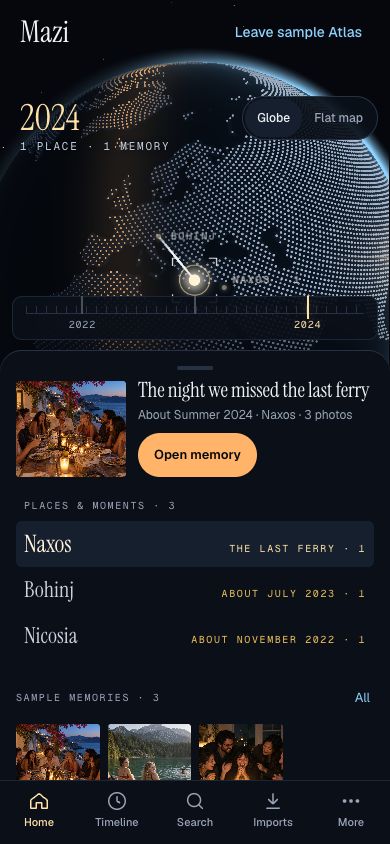 Mazi
Leave sample Atlas
2024
1 PLACE · 1 MEMORY
Globe
Flat map
BOHINJ
NAXOS
2022
2024
The night we missed the last ferry
About Summer 2024 · Naxos · 3 photos
Open memory
PLACES & MOMENTS · 3
Naxos
THE LAST FERRY · 1
Bohinj
ABOUT JULY 2023 · 1
Nicosia
ABOUT NOVEMBER 2022 · 1
SAMPLE MEMORIES · 3
All
Home
Timeline
Search
Imports
More